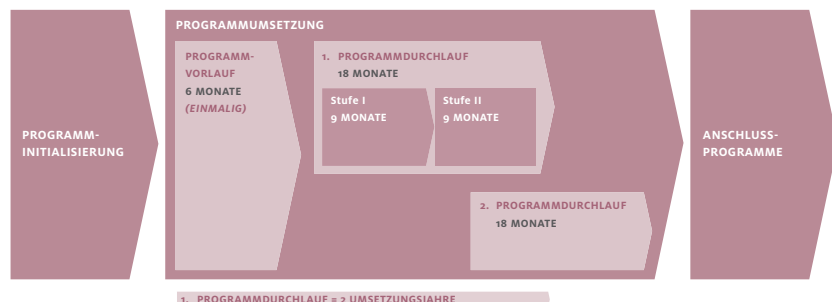 PROGRAMM-
INITIALISIERUNG
PROGRAMMUMSETZUNG
PROGRAMM-
VORLAUF
6 MONATE
(EINMALIG)
1. PROGRAMMDURCHLAUF
18 MONATE
Stufe I
9 MONATE
Stufe II
9 MONATE
2. PROGRAMMDURCHLAUF
18 MONATE
ANSCHLUSS-
PROGRAMME
1. PROGRAMMDURCHLAUF = 2 UMSETZUNGSJAHRE